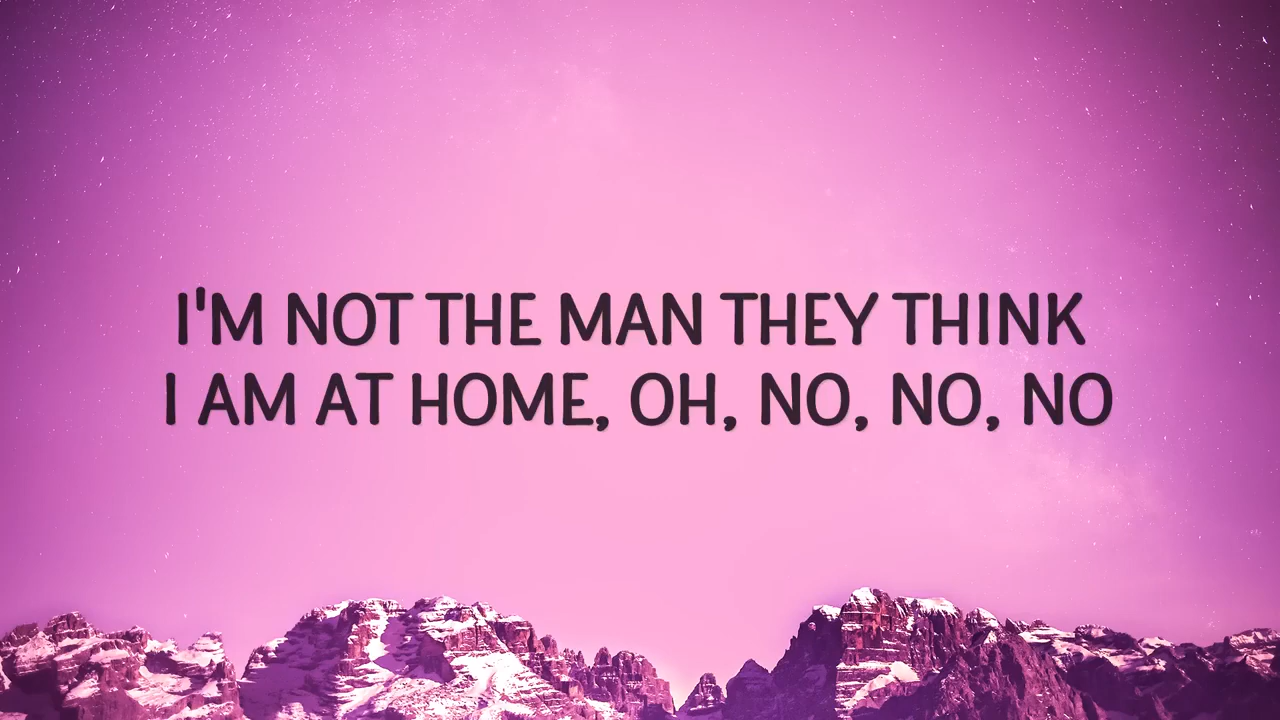 I'M NOT THE MAN THEY THINK
I AM AT HOME, OH, NO, NO, NO